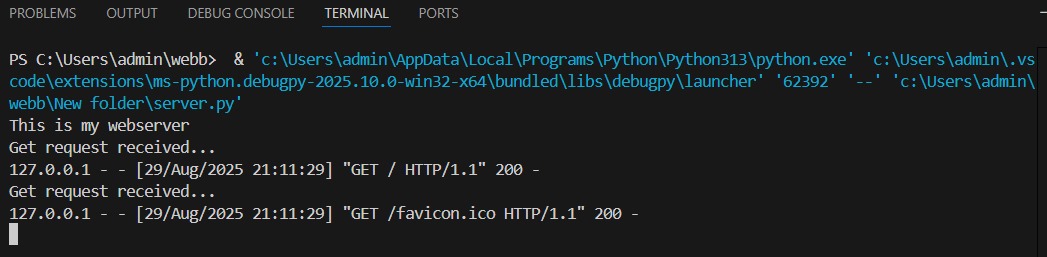 PROBLEMS OUTPUT DEBUG CONSOLE TERMINAL PORTS
PS C:\Users\admin\webb>  & 'c:\Users\admin\AppData\Local\Programs\Python\Python313\python.exe' 'c:\Users\admin\.vs
code\extensions\ms-python.debugpy-2025.10.0-win32-x64\bundled\libs\debugpy\launcher' '62392' '--' 'c:\Users\admin\
webb\New folder\server.py'
This is my webserver
Get request received...
127.0.0.1 - - [29/Aug/2025 21:11:29] "GET / HTTP/1.1" 200 -
Get request received...
127.0.0.1 - - [29/Aug/2025 21:11:29] "GET /favicon.ico HTTP/1.1" 200 -